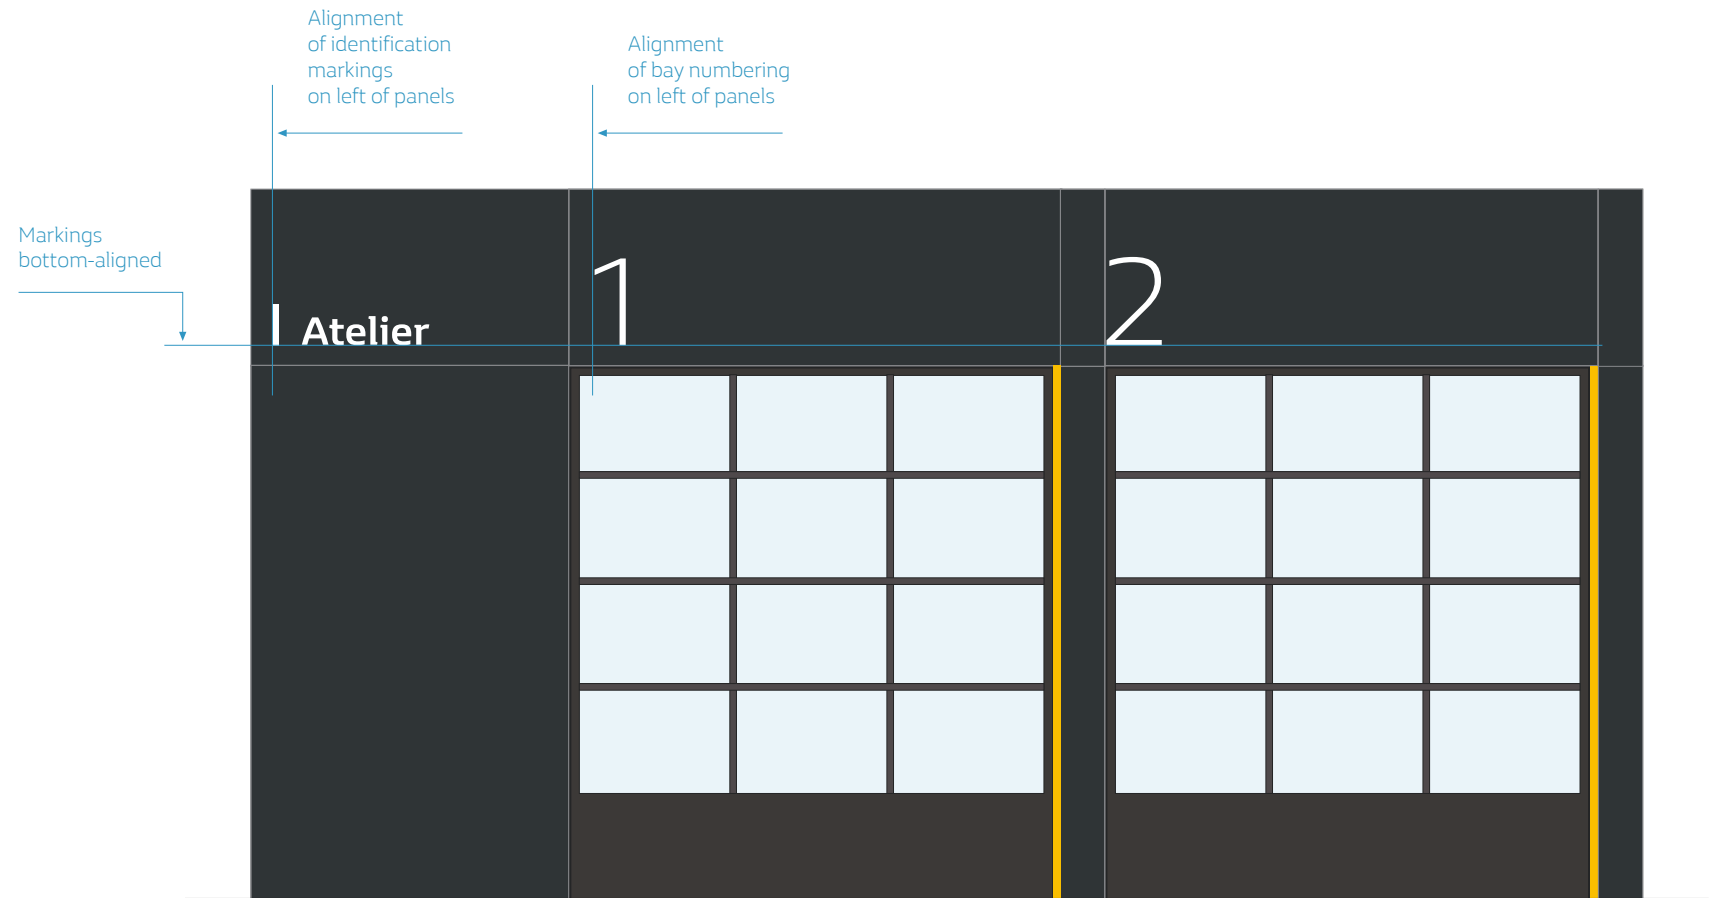 Alignment
of identification
markings
on left of panels
Alignment
of bay numbering
on left of panels
Markings
bottom-aligned
Atelier
1
2